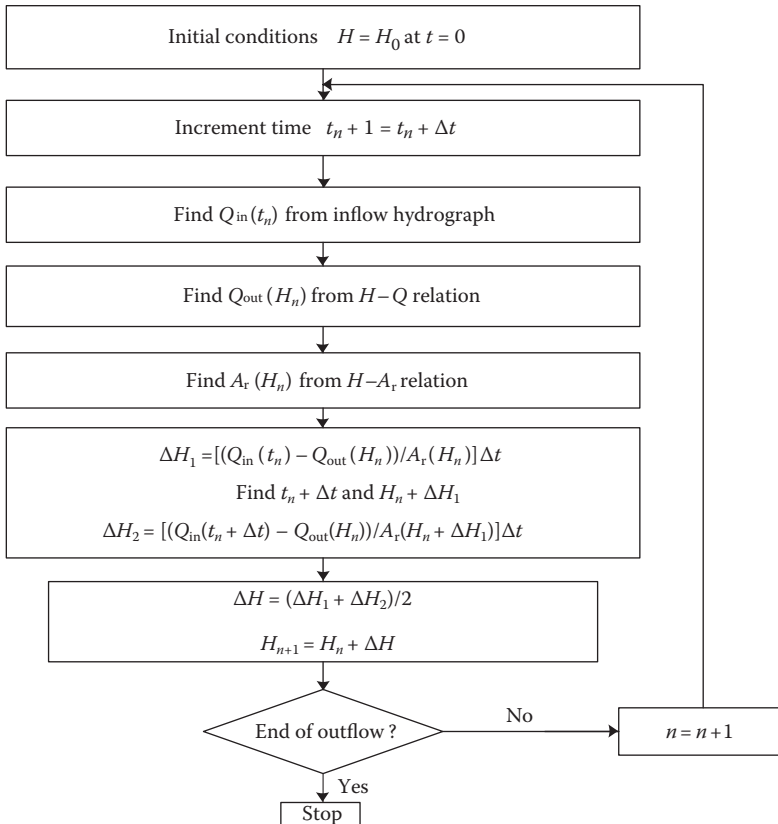 Initial conditions H = H₀ at t = 0
Increment time tₙ + 1 = tₙ + Δt
Find Qin(tₙ) from inflow hydrograph
Find Qout(Hₙ) from H–Q relation
Find Aᵣ(Hₙ) from H–Aᵣ relation
ΔH₁ = [(Qin(tₙ) – Qout(Hₙ))/Aᵣ(Hₙ)]Δt
Find tₙ + Δt and Hₙ + ΔH₁
ΔH₂ = [(Qin(tₙ + Δt) – Qout(Hₙ))/Aᵣ(Hₙ + ΔH₁)]Δt
ΔH = (ΔH₁ + ΔH₂)/2
Hₙ₊₁ = Hₙ + ΔH
End of outflow ?
No
n = n + 1
Yes
Stop